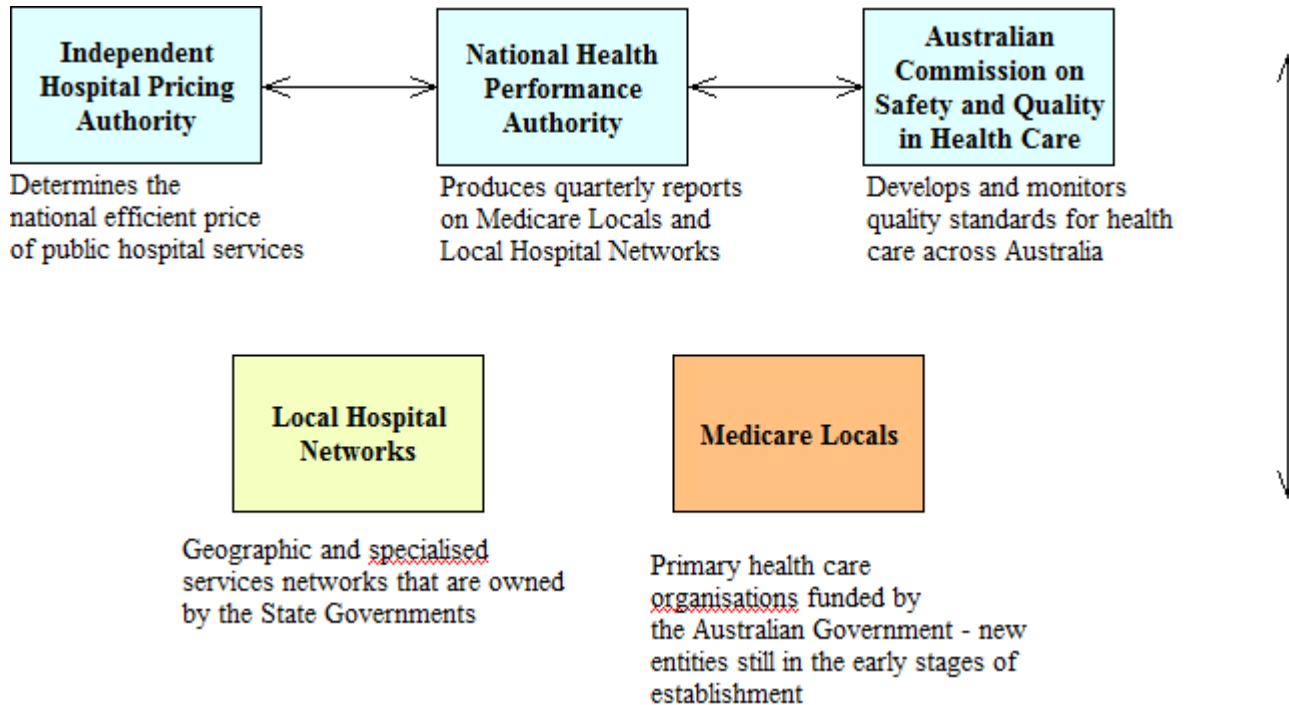 Independent
Hospital Pricing
Authority
National Health
Performance
Authority
Australian
Commission on
Safety and Quality
in Health Care
Determines the
national efficient price
of public hospital services
Produces quarterly reports
on Medicare Locals and
Local Hospital Networks
Develops and monitors
quality standards for health
care across Australia
Local Hospital
Networks
Medicare Locals
Geographic and specialised
services networks that are owned
by the State Governments
Primary health care
organisations funded by
the Australian Government - new
entities still in the early stages of
establishment